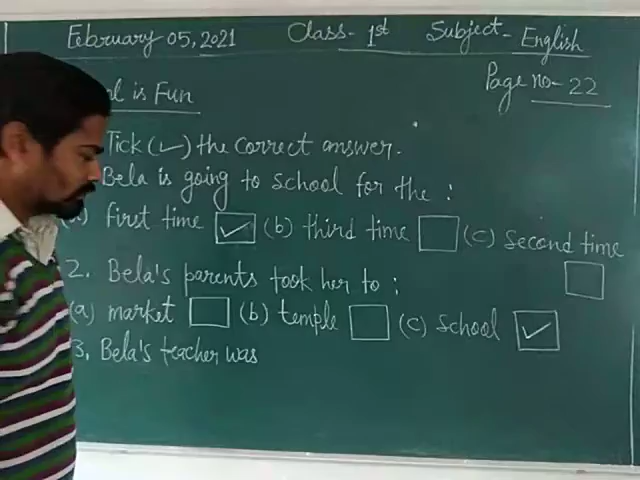 February 05, 2021 Class- 1st Subject- English
Page no- 22
is Fun
Tick (✓) the correct answer.
Bela is going to school for the :
(a) first time ✓ (b) third time (c) second time
2. Bela's parents took her to :
(a) market (b) temple (c) school ✓
3. Bela's teacher was